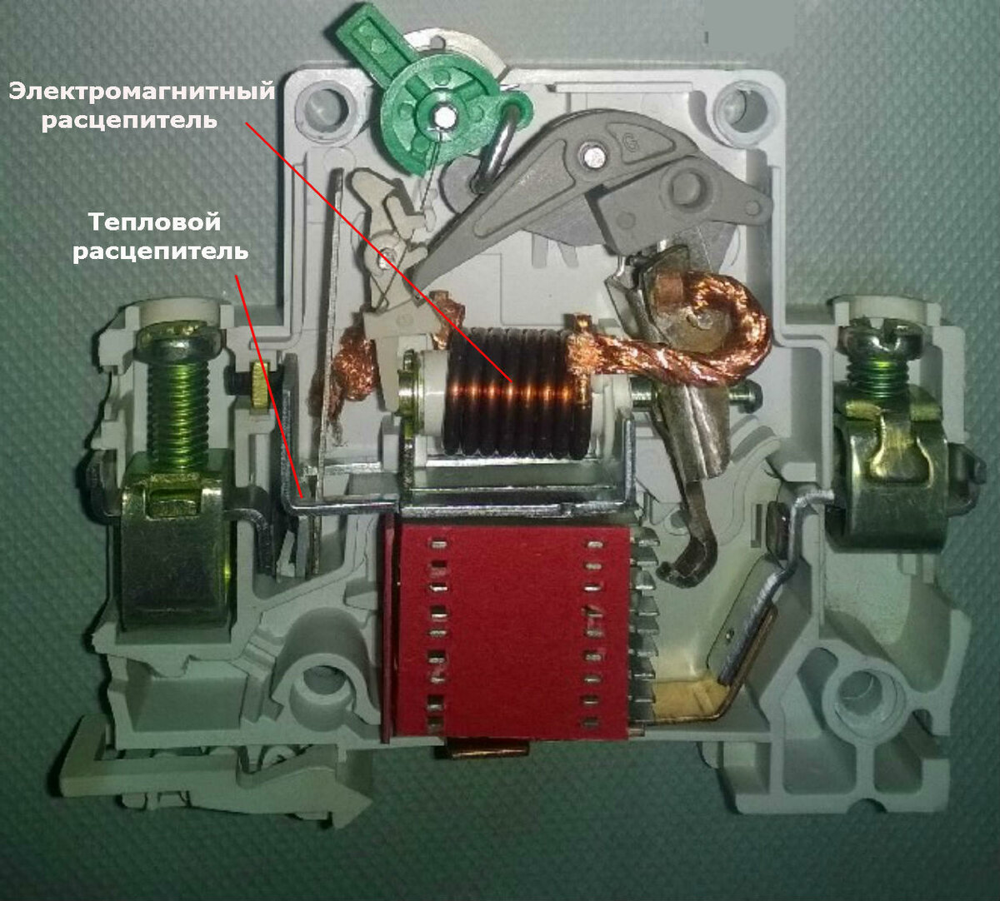 Электромагнитный
расцепитель
Тепловой
расцепитель
G